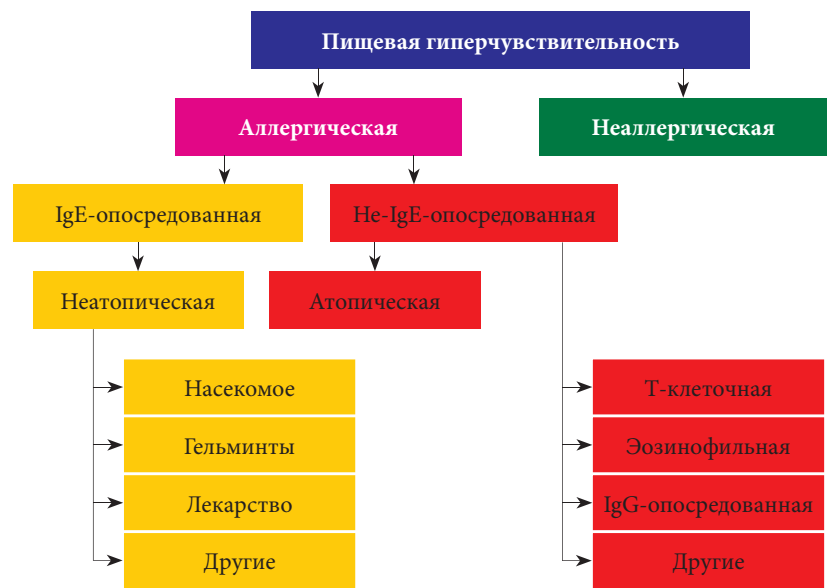 Пищевая гиперчувствительность
Аллергическая
Неаллергическая
IgE-опосредованная
Не-IgE-опосредованная
Неатопическая
Атопическая
Насекомое
Гельминты
Лекарство
Другие
Т-клеточная
Эозинофильная
IgG-опосредованная
Другие